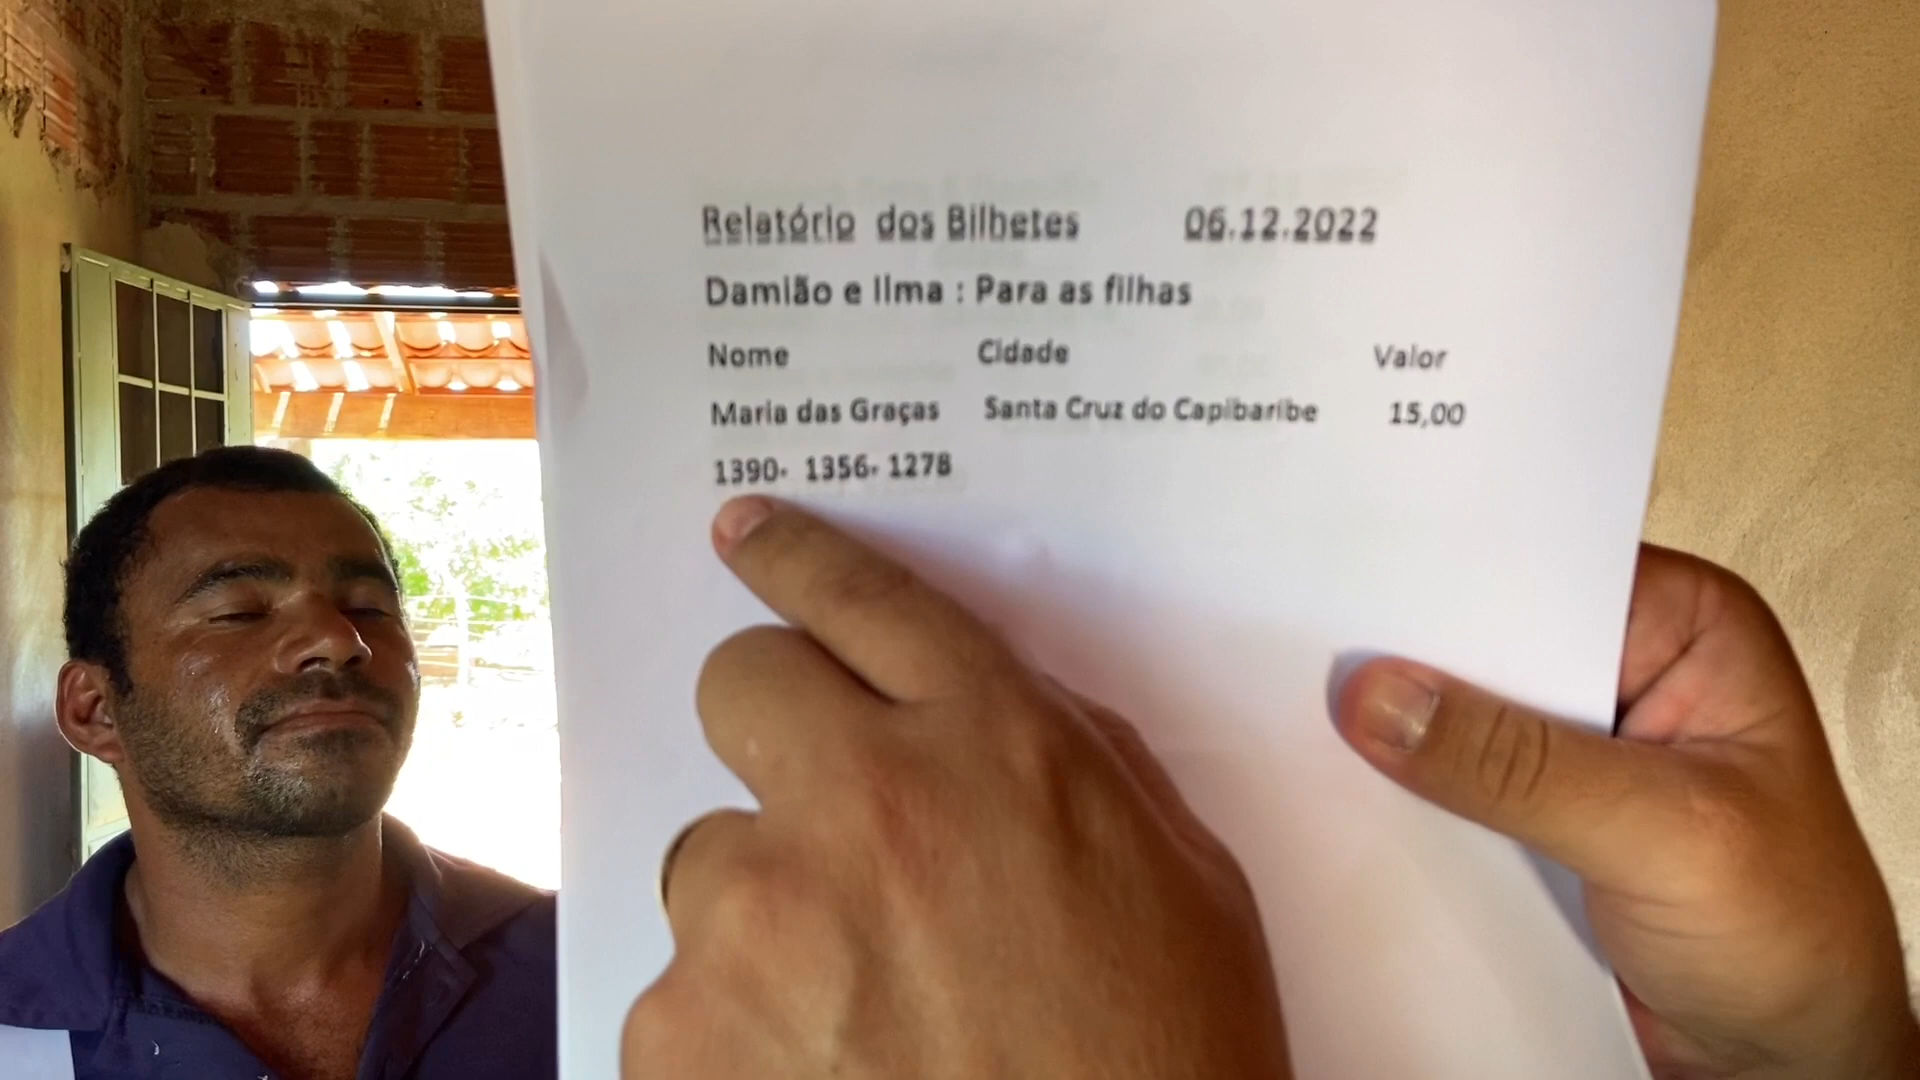 Relatório dos Bilhetes 06.12.2022
Damião e Ilma : Para as filhas
Nome Cidade Valor
Maria das Graças Santa Cruz do Capibaribe 15,00
1390- 1356- 1278